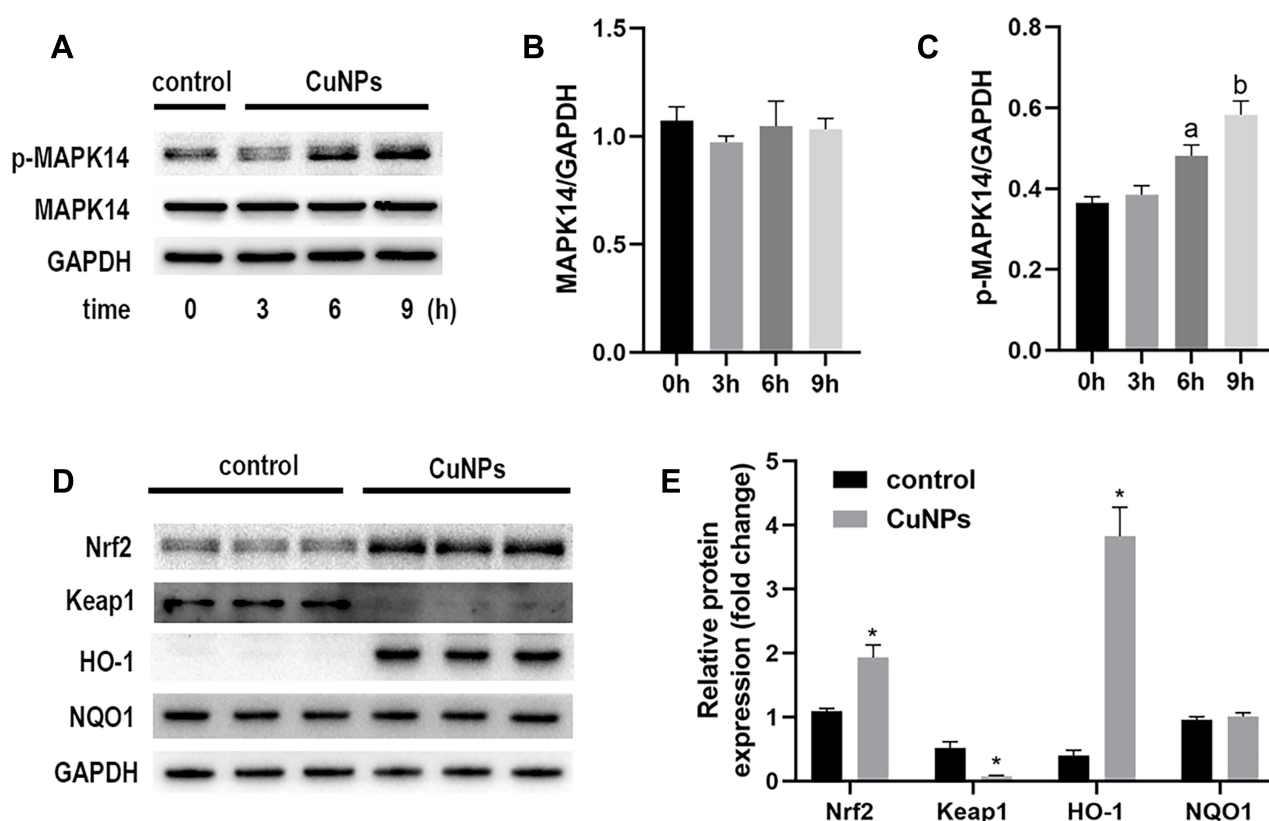 A
control CuNPs
p-MAPK14
MAPK14
GAPDH
time 0 3 6 9 (h)
B
MAPK14/GAPDH
1.5
1.0
0.5
0.0
0h 3h 6h 9h
C
p-MAPK14/GAPDH
0.8
0.6
0.4
0.2
0.0
a
b
0h 3h 6h 9h
D
control CuNPs
Nrf2
Keap1
HO-1
NQO1
GAPDH
E
Relative protein
expression (fold change)
5
4
3
2
1
0
control
CuNPs
*
*
*
Nrf2 Keap1 HO-1 NQO1